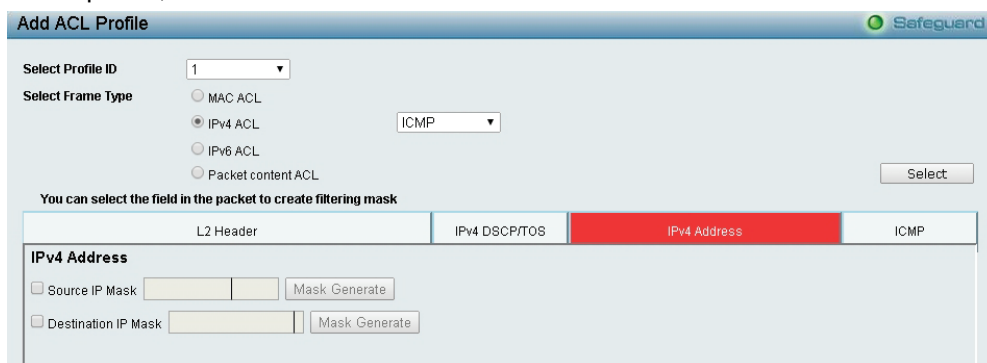 Add ACL Profile
Safeguard
Select Profile ID
1
Select Frame Type
MAC ACL
IPv4 ACL
ICMP
IPv6 ACL
Packet content ACL
Select
You can select the field in the packet to create filtering mask
L2 Header
IPv4 DSCP/TOS
IPv4 Address
ICMP
IPv4 Address
Source IP Mask
Mask Generate
Destination IP Mask
Mask Generate